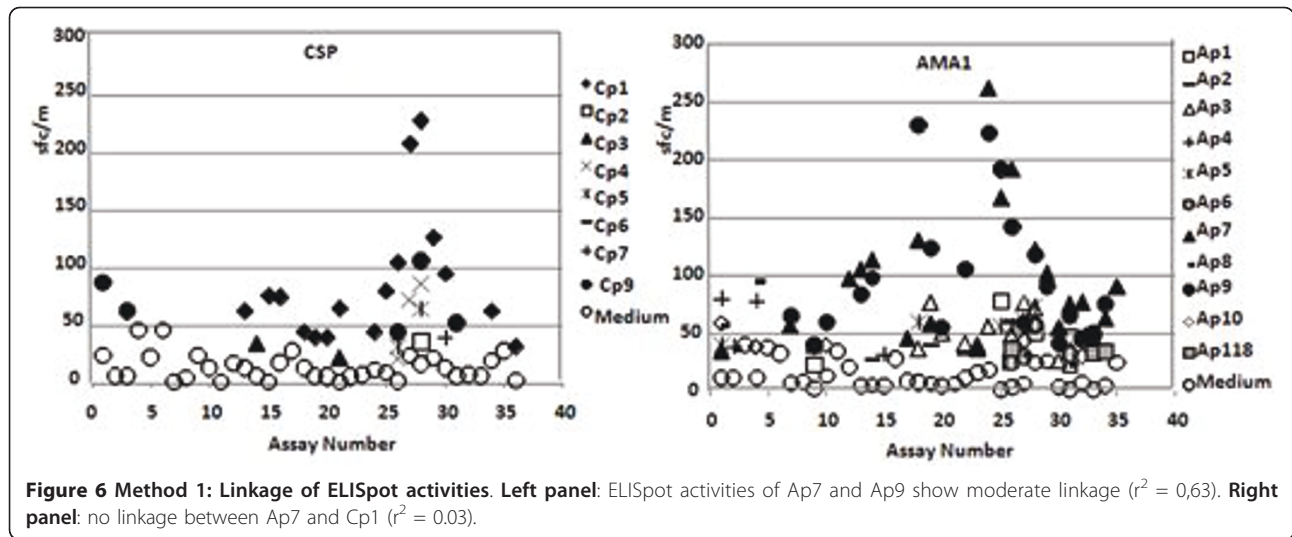 CSP
sfc/m
300
250
200
150
100
50
0
0 5 10 15 20 25 30 35 40
Assay Number
Cp1
Cp2
Cp3
Cp4
Cp5
Cp6
Cp7
Cp9
Medium
AMA1
sfc/m
300
250
200
150
100
50
0
0 5 10 15 20 25 30 35 40
Assay Number
Ap1
Ap2
Ap3
Ap4
Ap5
Ap6
Ap7
Ap8
Ap9
Ap10
Ap118
Medium
Figure 6 Method 1: Linkage of ELISpot activities. Left panel: ELISpot activities of Ap7 and Ap9 show moderate linkage (r² = 0,63). Right
panel: no linkage between Ap7 and Cp1 (r² = 0.03).